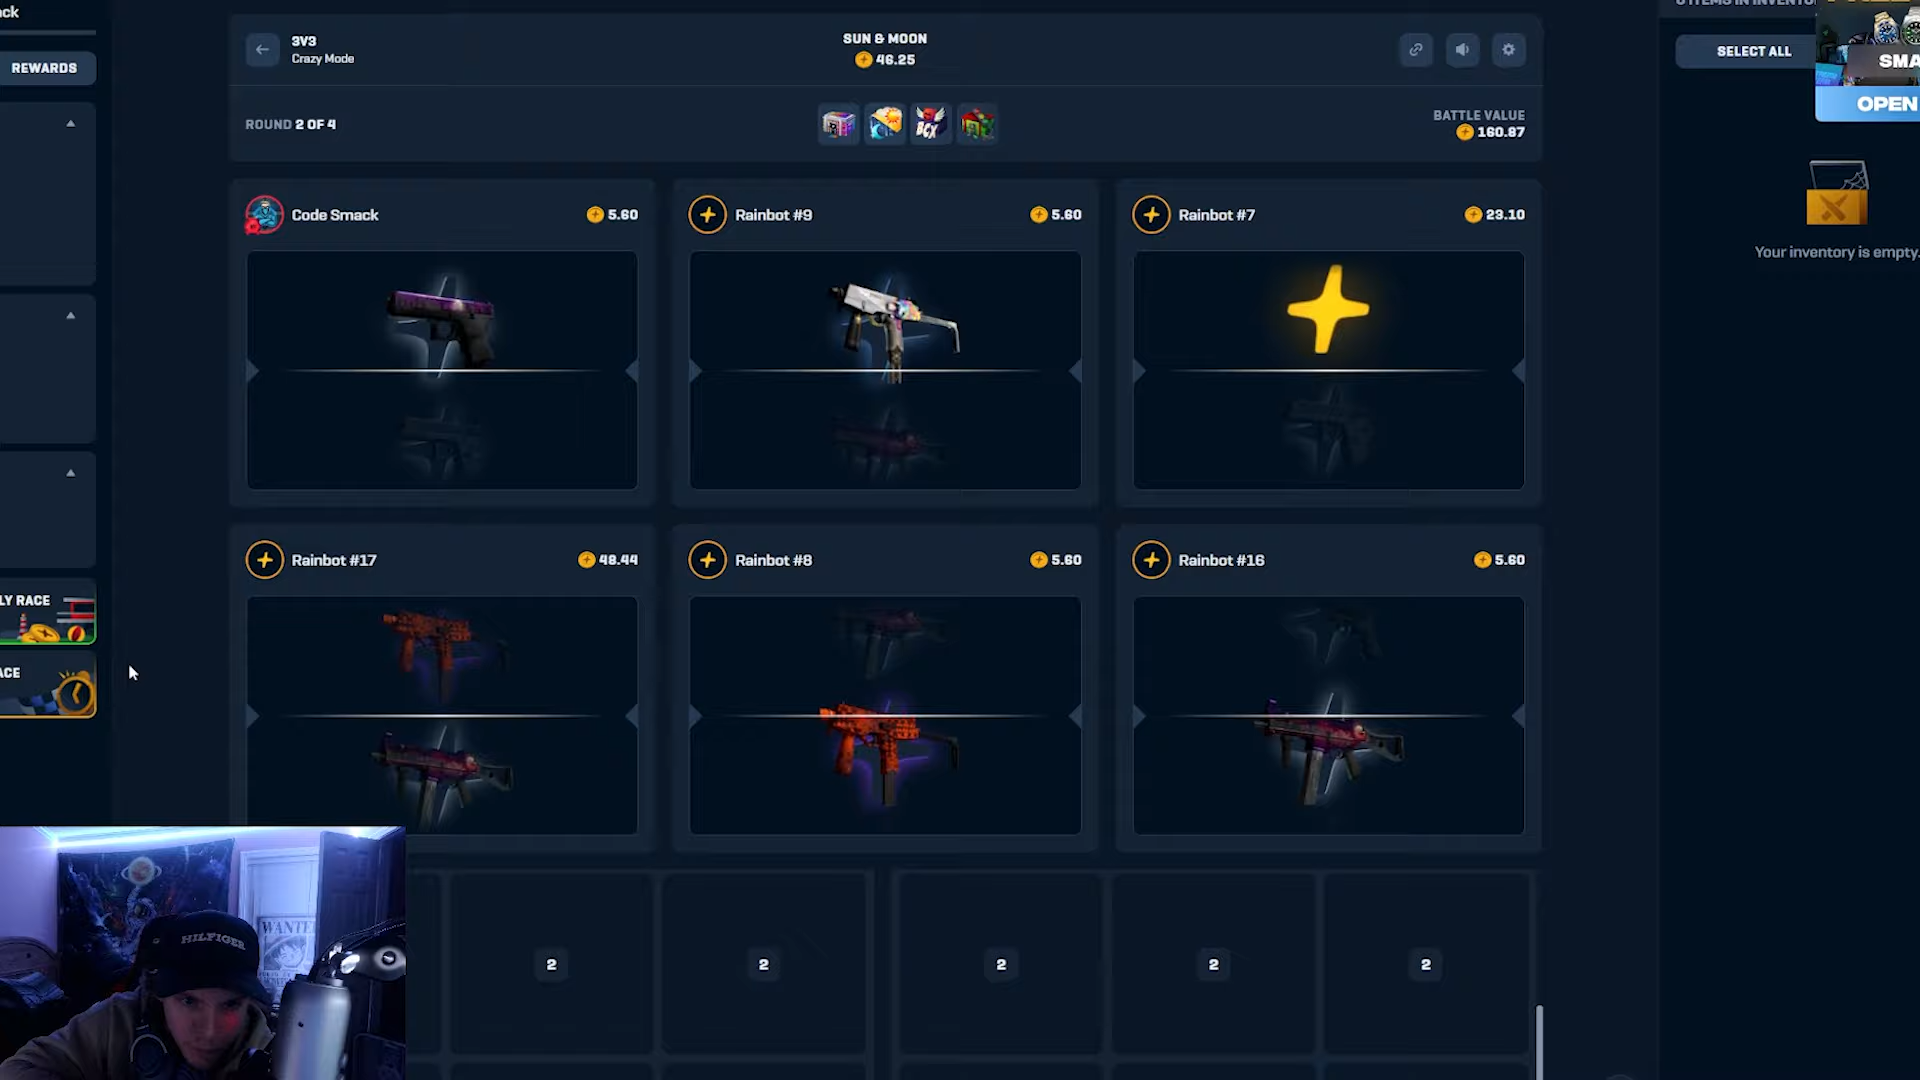 ck
REWARDS
3V3
Crazy Mode
SUN & MOON
46.25
SELECT ALL
SMA
OPEN
ROUND 2 OF 4
BCX
BATTLE VALUE
160.87
Code Smack
5.60
Rainbot #9
5.60
Rainbot #7
23.10
Your inventory is empty.
Rainbot #17
48.44
Rainbot #8
5.60
Rainbot #16
5.60
LY RACE
ACE
HILFIGER
WANTED
2
2
2
2
2